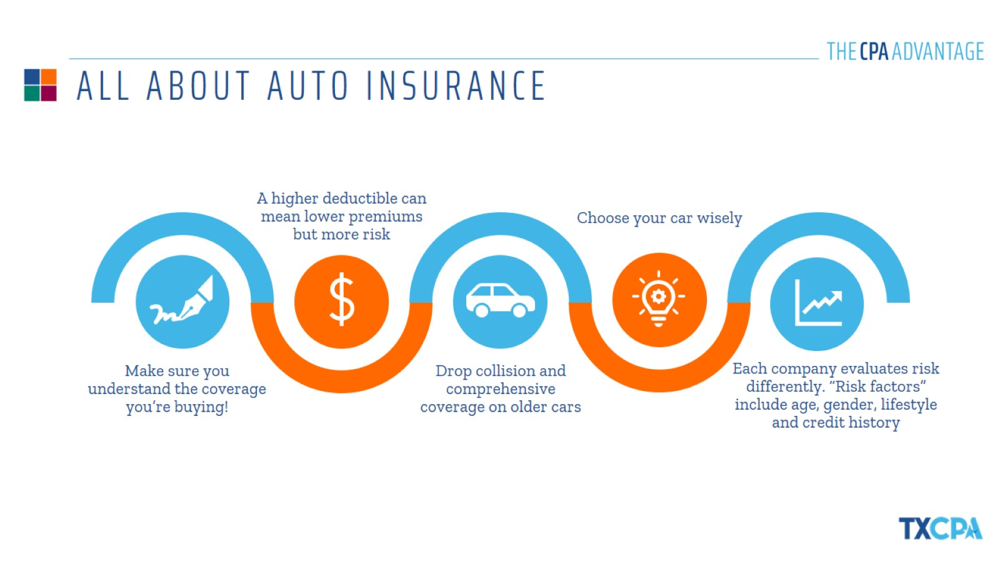 THE CPA ADVANTAGE
ALL ABOUT AUTO INSURANCE
Make sure you
understand the coverage
you're buying!
A higher deductible can
mean lower premiums
but more risk
Drop collision and
comprehensive
coverage on older cars
Choose your car wisely
Each company evaluates risk
differently. "Risk factors"
include age, gender, lifestyle
and credit history
TXCPA